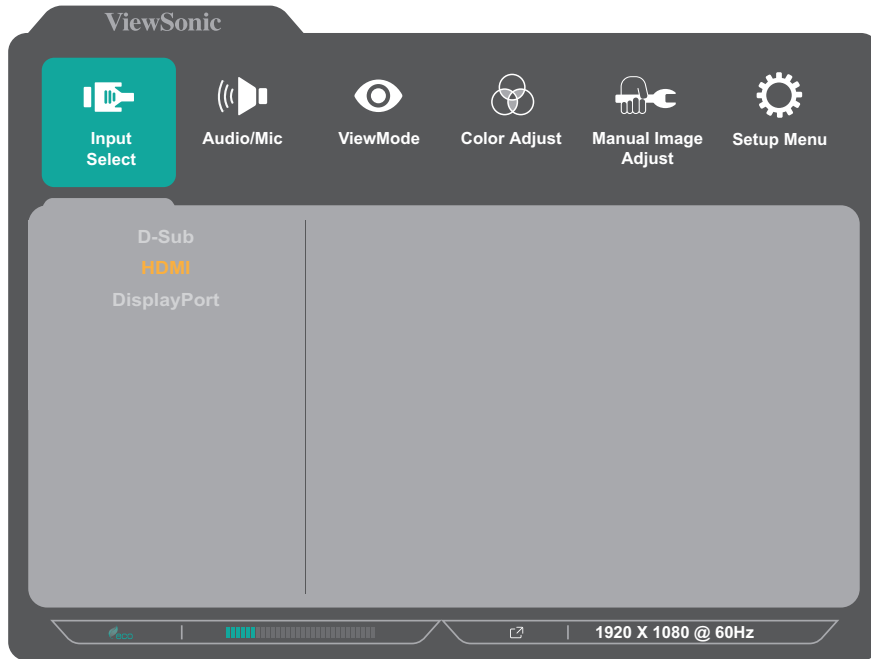 ViewSonic
Input
Select
Audio/Mic
ViewMode
Color Adjust
Manual Image
Adjust
Setup Menu
D-Sub
HDMI
DisplayPort
ECO
1920 X 1080 @ 60Hz